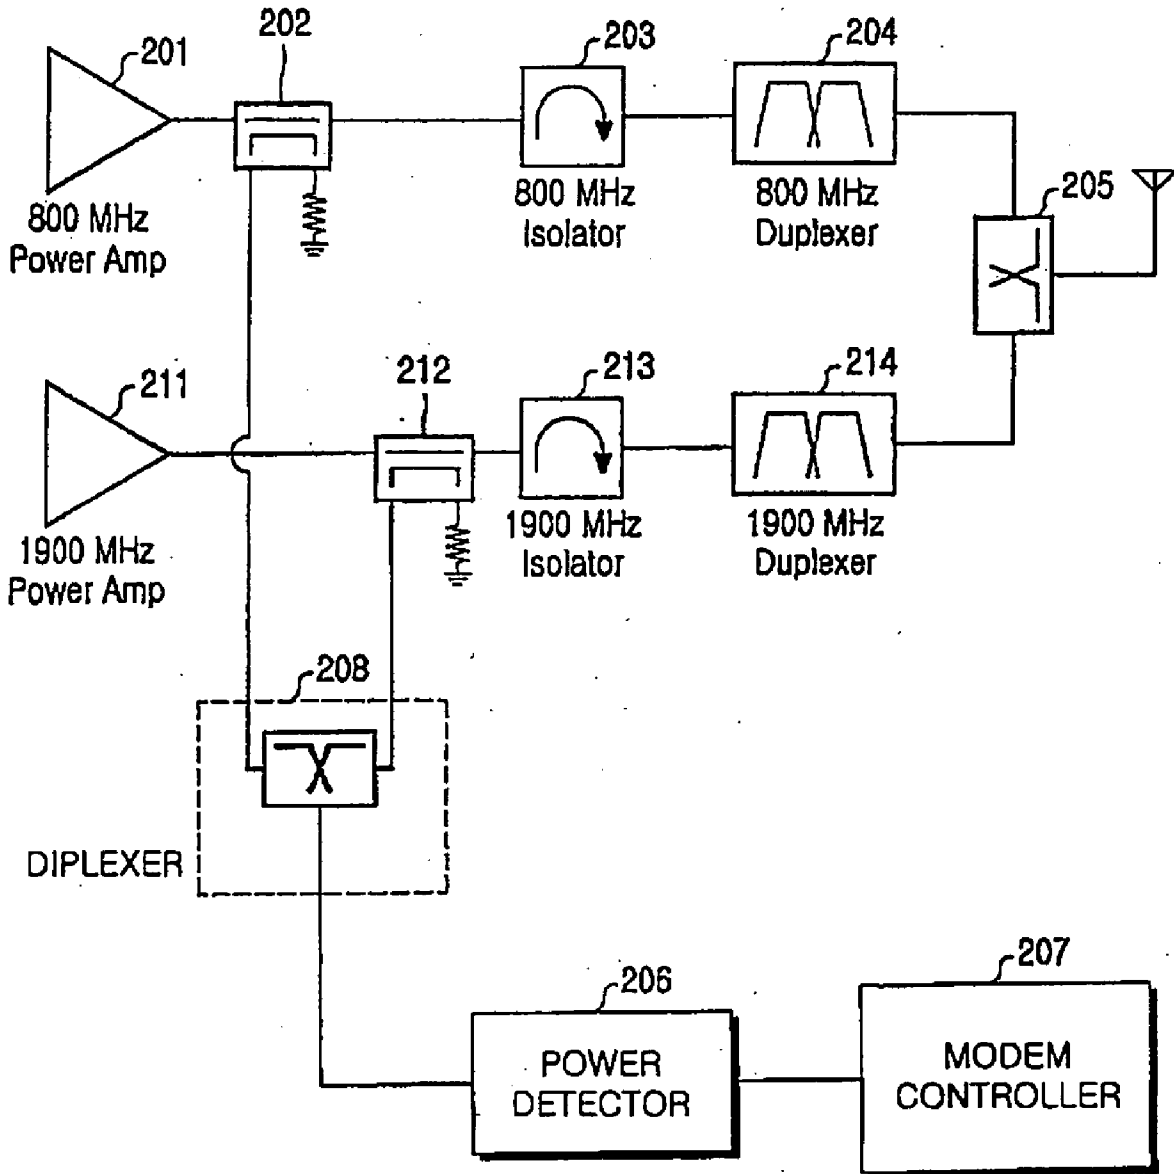 201
202
203
204
800 MHz
Power Amp
800 MHz
Isolator
800 MHz
Duplexer
205
211
212
213
214
1900 MHz
Power Amp
1900 MHz
Isolator
1900 MHz
Duplexer
208
DIPLEXER
206
POWER
DETECTOR
207
MODEM
CONTROLLER